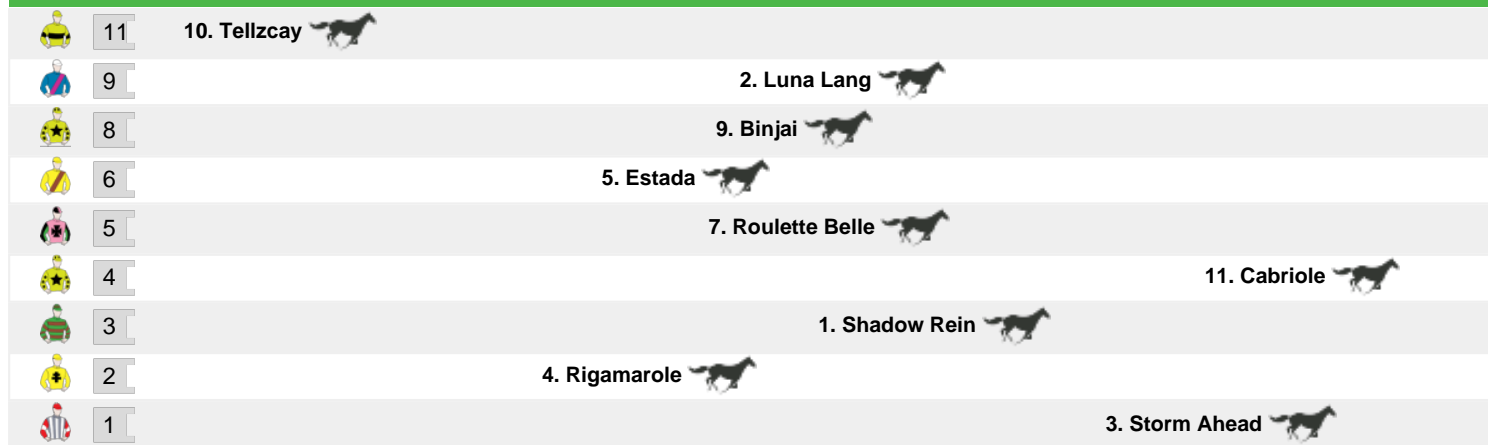 11 10. Tellzcay
9 2. Luna Lang
8 9. Binjai
6 5. Estada
5 7. Roulette Belle
4 11. Cabriole
3 1. Shadow Rein
2 4. Rigamarole
1 3. Storm Ahead